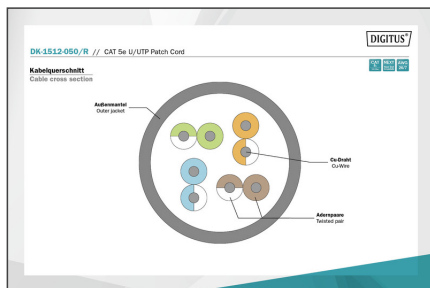 DIGITUS®
DK-1512-050/R // CAT 5e U/UTP Patch Cord
Kabelquerschnitt
Cable cross section
Außenmantel
Outer jacket
Cu-Draht
Cu-Wire
Adernpaare
Twisted pair